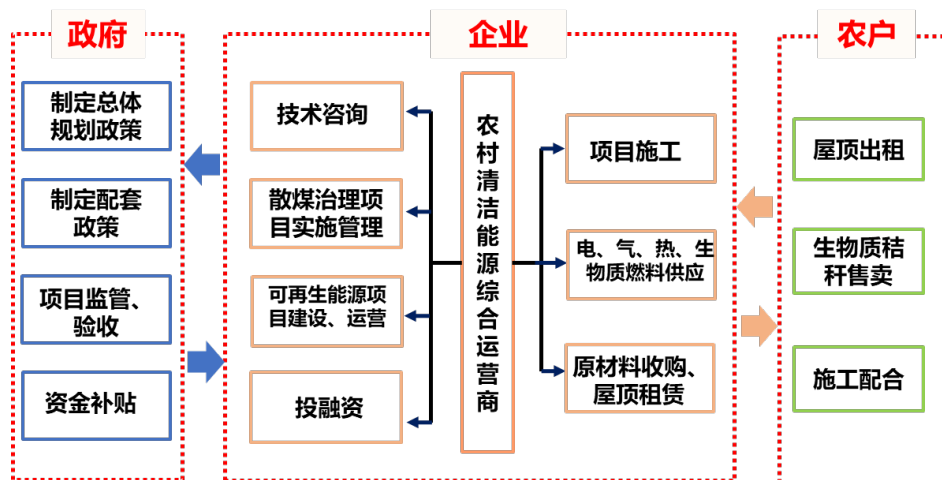 政府
制定总体
规划政策
制定配套
政策
项目监管、
验收
资金补贴
企业
技术咨询
散煤治理项
目实施管理
可再生能源项
目建设、运营
投融资
农村清洁能源综合运营商
项目施工
电、气、热、生
物质燃料供应
原材料收购、
屋顶租赁
农户
屋顶出租
生物质秸
秆售卖
施工配合